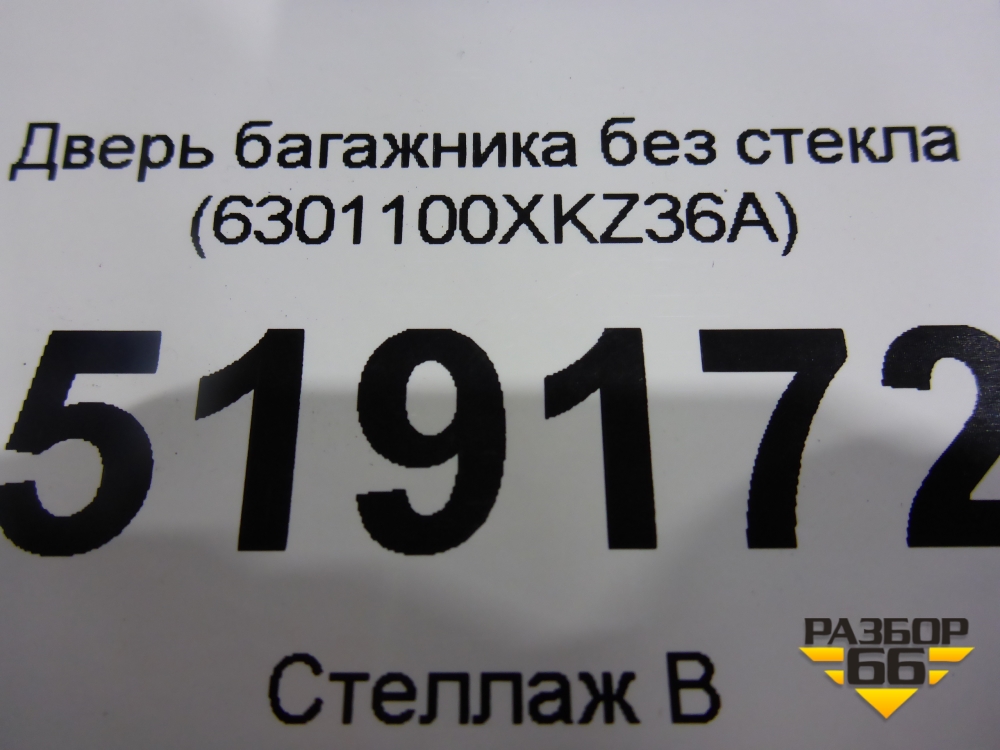 Дверь багажника без стекла
(6301100XKZ36A)
519172
Стеллаж В
РАЗБОР
66